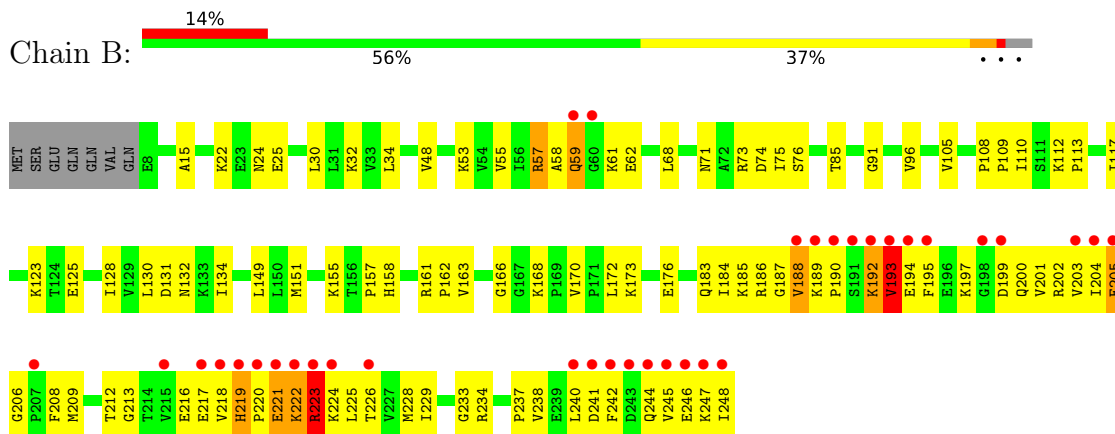 14%
Chain B: 56% 37% . . .
MET SER GLU GLN GLN VAL GLN E8 A15 K22 E23 N24 E25 L30 L31 K32 V33 L34 V48 K53 V54 V55 I56 R57 A58 Q59 G60 K61 E62 L68 N71 A72 R73 D74 I75 S76 T85 G91 V96 V105 P108 P109 I110 S111 K112 P113
K123 T124 E125 I128 V129 L130 D131 N132 K133 I134 L149 L150 M151 K155 T156 P157 H158 R161 P162 V163 G166 G167 K168 P169 V170 P171 L172 K173 E176 Q183 I184 K185 R186 G187 V188 K189 P190 S191 K192 V193 E194 F195 E196 K197 G198 D199 Q200 V201 R202 V203 I204
G206 P207 F208 M209 T212 G213 T214 V215 E216 E217 V218 H219 P220 E221 K222 R223 K224 L225 T226 V227 M228 I229 G233 R234 P237 V238 E239 L240 D241 F242 D243 Q244 V245 E246 K247 I248